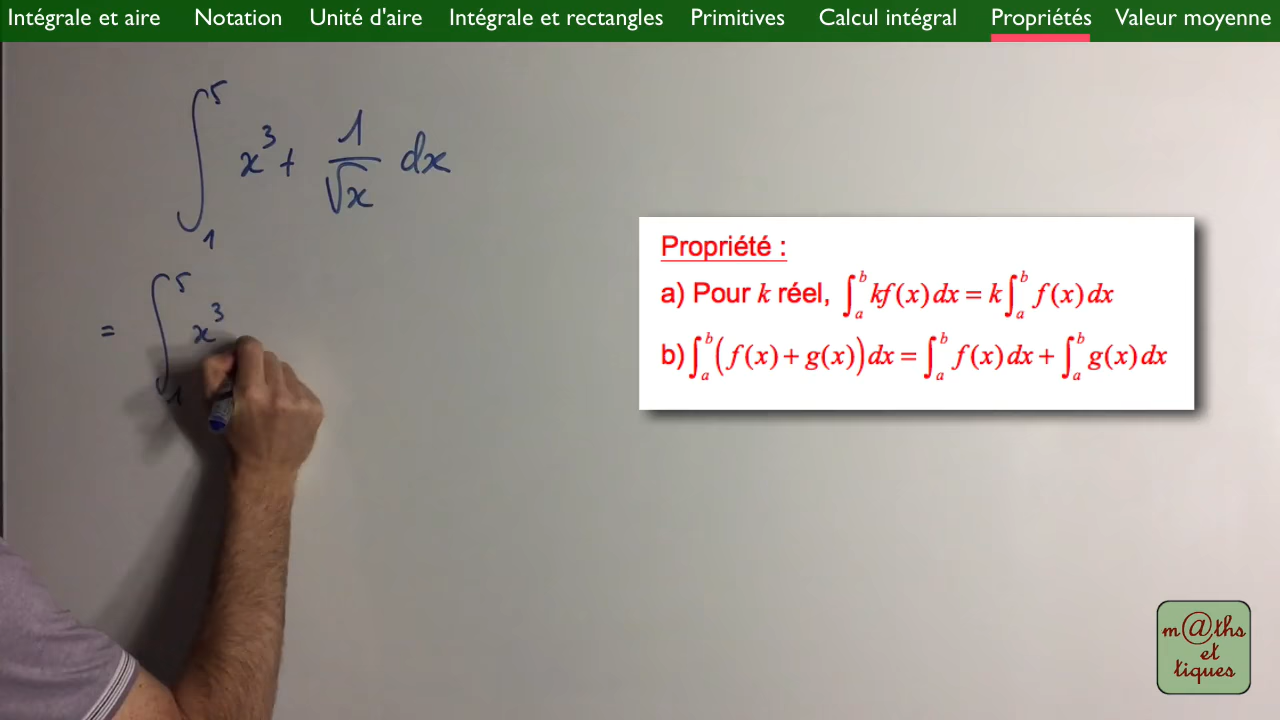 Intégrale et aire Notation Unité d'aire Intégrale et rectangles Primitives Calcul intégral Propriétés Valeur moyenne
∫₁⁵ x³ + 1/√x dx
= ∫₁⁵ x³
Propriété :
a) Pour k réel, ∫ₐᵇ kf(x)dx = k∫ₐᵇ f(x)dx
b) ∫ₐᵇ (f(x)+g(x))dx = ∫ₐᵇ f(x)dx + ∫ₐᵇ g(x)dx
m@ths
et
tiques